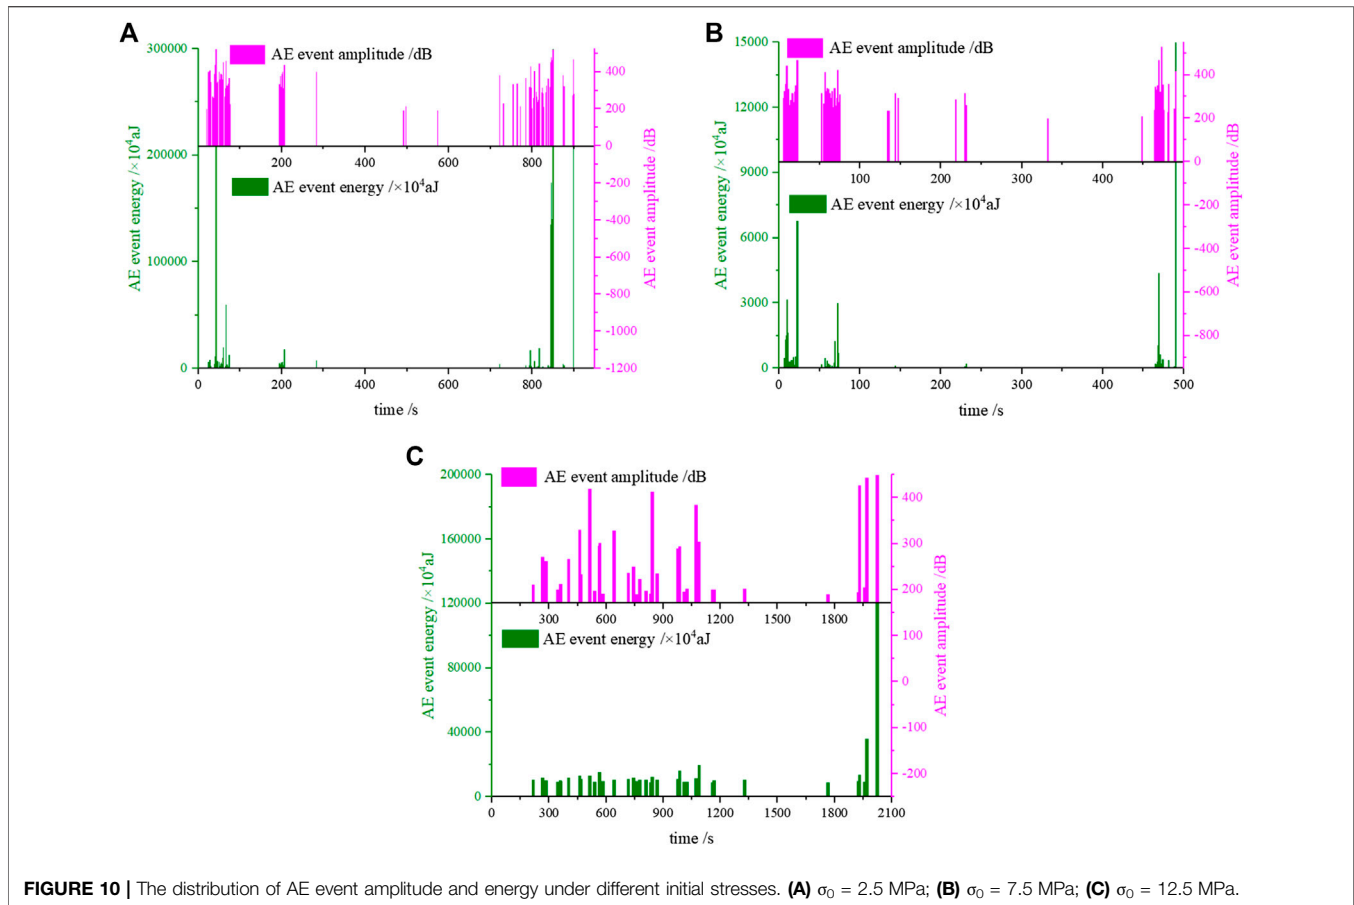 A
AE event amplitude /dB
AE event energy /×10⁴aJ
AE event energy /×10⁴aJ
AE event amplitude /dB
300000
200000
100000
0
400
200
0
-200
-400
-600
-800
-1000
-1200
200 400 600 800
0 200 400 600 800
time /s
B
AE event amplitude /dB
AE event energy /×10⁴aJ
AE event energy /×10⁴aJ
AE event amplitude /dB
15000
12000
9000
6000
3000
0
400
200
0
-200
-400
-600
-800
100 200 300 400
0 100 200 300 400 500
time /s
C
AE event amplitude /dB
AE event energy /×10⁴aJ
AE event energy /×10⁴aJ
AE event amplitude /dB
200000
160000
120000
80000
40000
0
400
300
200
100
0
-100
-200
300 600 900 1200 1500 1800
0 300 600 900 1200 1500 1800 2100
time /s
FIGURE 10 | The distribution of AE event amplitude and energy under different initial stresses. (A) σ₀ = 2.5 MPa; (B) σ₀ = 7.5 MPa; (C) σ₀ = 12.5 MPa.